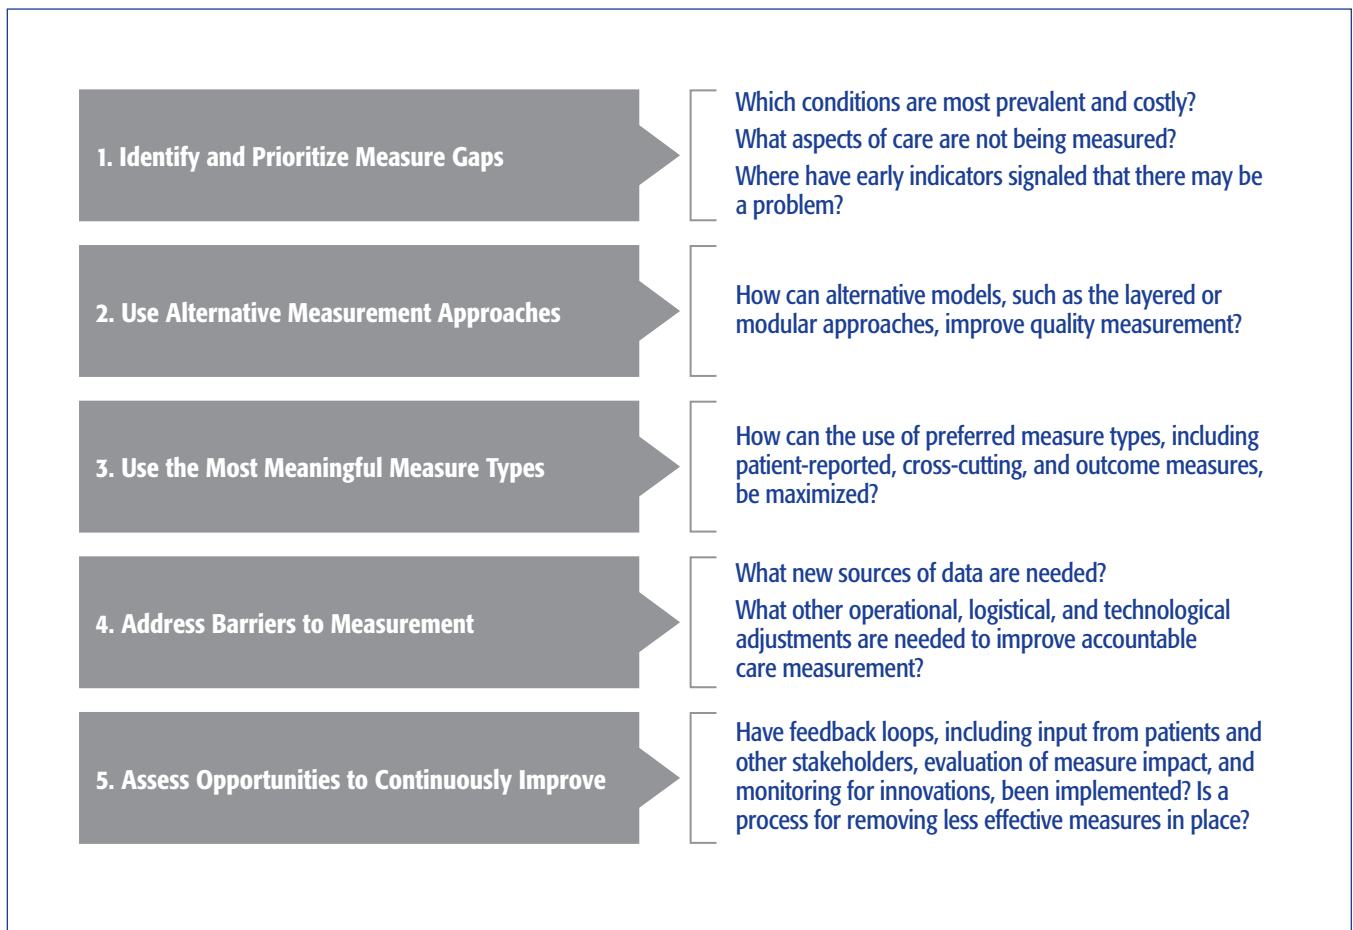 1. Identify and Prioritize Measure Gaps
Which conditions are most prevalent and costly?
What aspects of care are not being measured?
Where have early indicators signaled that there may be
a problem?
2. Use Alternative Measurement Approaches
How can alternative models, such as the layered or
modular approaches, improve quality measurement?
3. Use the Most Meaningful Measure Types
How can the use of preferred measure types, including
patient-reported, cross-cutting, and outcome measures,
be maximized?
4. Address Barriers to Measurement
What new sources of data are needed?
What other operational, logistical, and technological
adjustments are needed to improve accountable
care measurement?
5. Assess Opportunities to Continuously Improve
Have feedback loops, including input from patients and
other stakeholders, evaluation of measure impact, and
monitoring for innovations, been implemented? Is a
process for removing less effective measures in place?